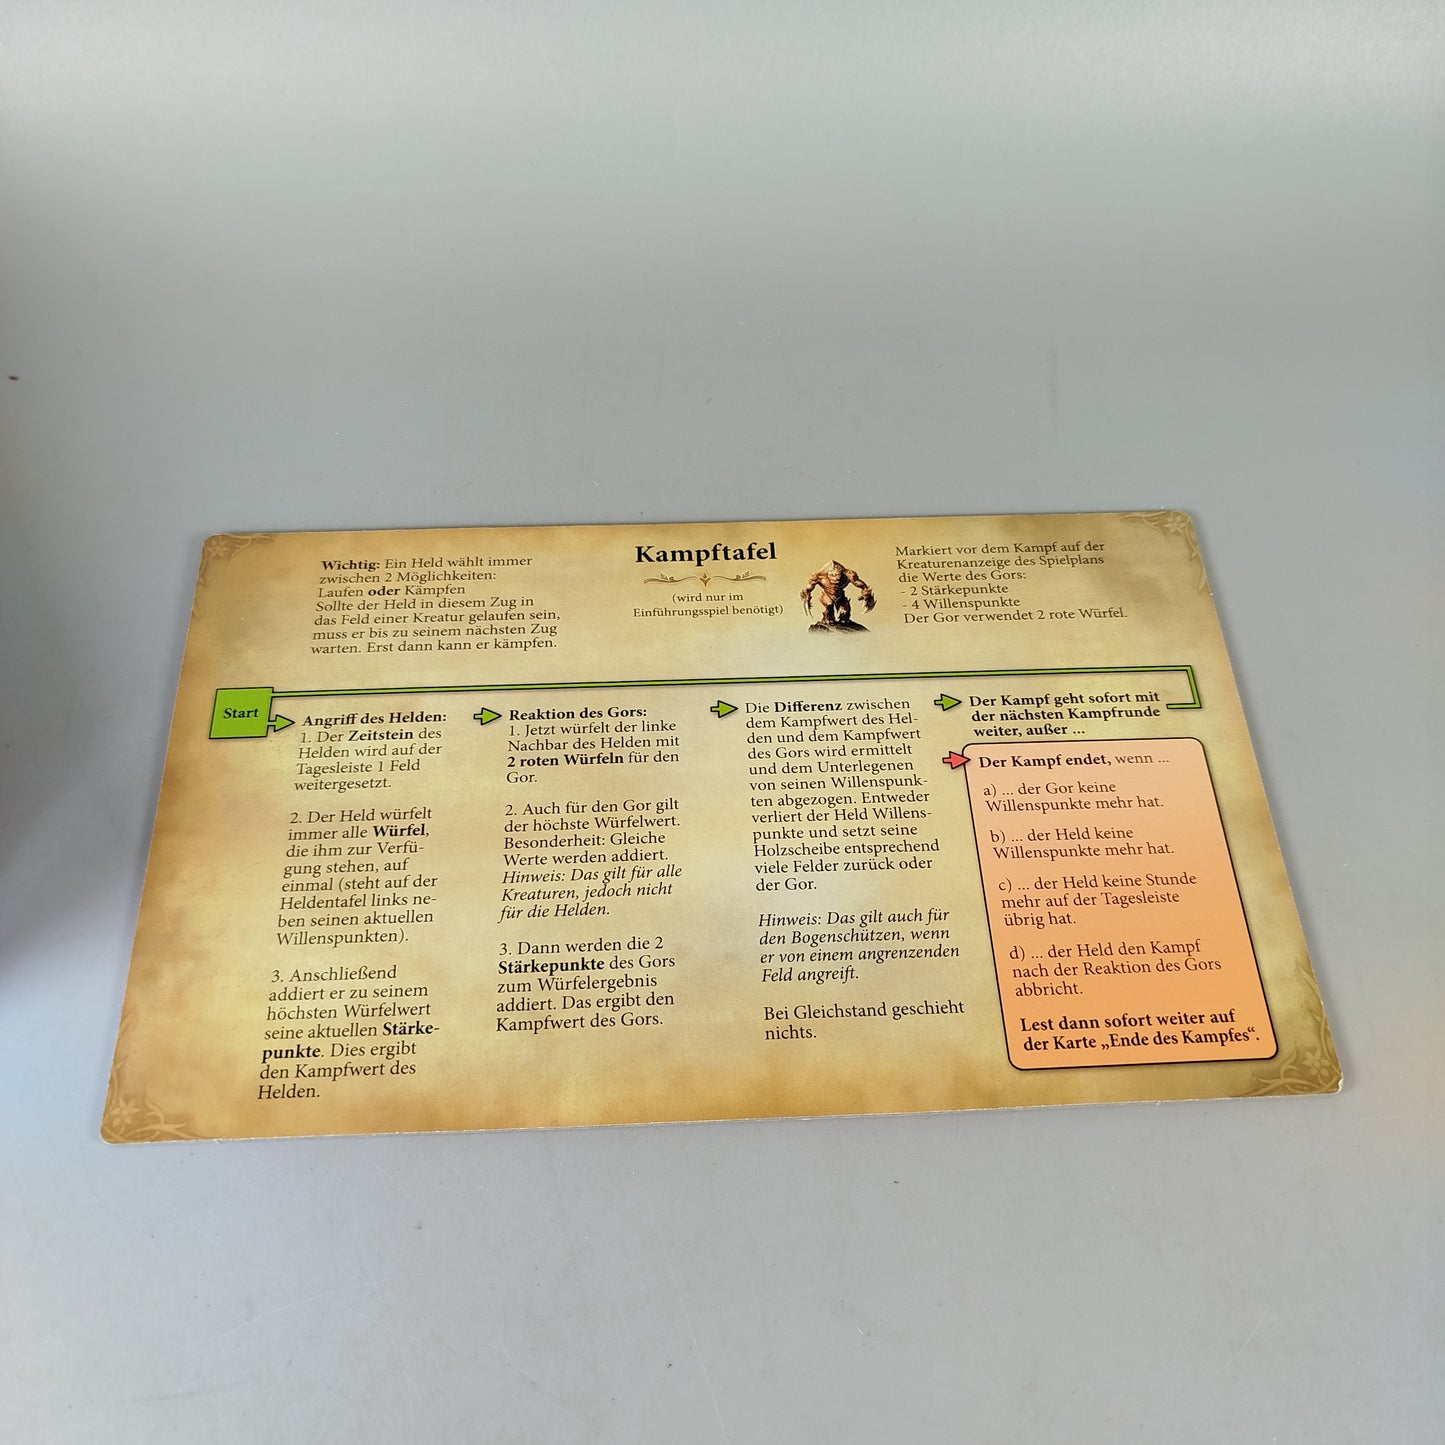 Wichtig: Ein Held wählt immer
zwischen 2 Möglichkeiten:
Laufen oder Kämpfen
Sollte der Held in diesem Zug in
das Feld einer Kreatur gelaufen sein,
muss er bis zu seinem nächsten Zug
warten. Erst dann kann er kämpfen.
Kampftafel
(wird nur im
Einführungsspiel benötigt)
Markiert vor dem Kampf auf der
Kreaturenanzeige des Spielplans
die Werte des Gors:
- 2 Stärkepunkte
- 4 Willenspunkte
Der Gor verwendet 2 rote Würfel.
Start
Angriff des Helden:
1. Der Zeitstein des
Helden wird auf der
Tagesleiste 1 Feld
weitergesetzt.
2. Der Held würfelt
immer alle Würfel,
die ihm zur Verfü-
gung stehen, auf
einmal (steht auf der
Heldentafel links ne-
ben seinen aktuellen
Willenspunkten).
3. Anschließend
addiert er zu seinem
höchsten Würfelwert
seine aktuellen Stärke-
punkte. Dies ergibt
den Kampfwert des
Helden.
Reaktion des Gors:
1. Jetzt würfelt der linke
Nachbar des Helden mit
2 roten Würfeln für den
Gor.
2. Auch für den Gor gilt
der höchste Würfelwert.
Besonderheit: Gleiche
Werte werden addiert.
Hinweis: Das gilt für alle
Kreaturen, jedoch nicht
für die Helden.
3. Dann werden die 2
Stärkepunkte des Gors
zum Würfelergebnis
addiert. Das ergibt den
Kampfwert des Gors.
Die Differenz zwischen
dem Kampfwert des Hel-
den und dem Kampfwert
des Gors wird ermittelt
und dem Unterlegenen
von seinen Willenspunk-
ten abgezogen. Entweder
verliert der Held Willens-
punkte und setzt seine
Holzscheibe entsprechend
viele Felder zurück oder
der Gor.
Hinweis: Das gilt auch für
den Bogenschützen, wenn
er von einem angrenzenden
Feld angreift.
Bei Gleichstand geschieht
nichts.
Der Kampf geht sofort mit
der nächsten Kampfrunde
weiter, außer ...
Der Kampf endet, wenn ...
a) ... der Gor keine
Willenspunkte mehr hat.
b) ... der Held keine
Willenspunkte mehr hat.
c) ... der Held keine Stunde
mehr auf der Tagesleiste
übrig hat.
d) ... der Held den Kampf
nach der Reaktion des Gors
abbricht.
Lest dann sofort weiter auf
der Karte „Ende des Kampfes“.